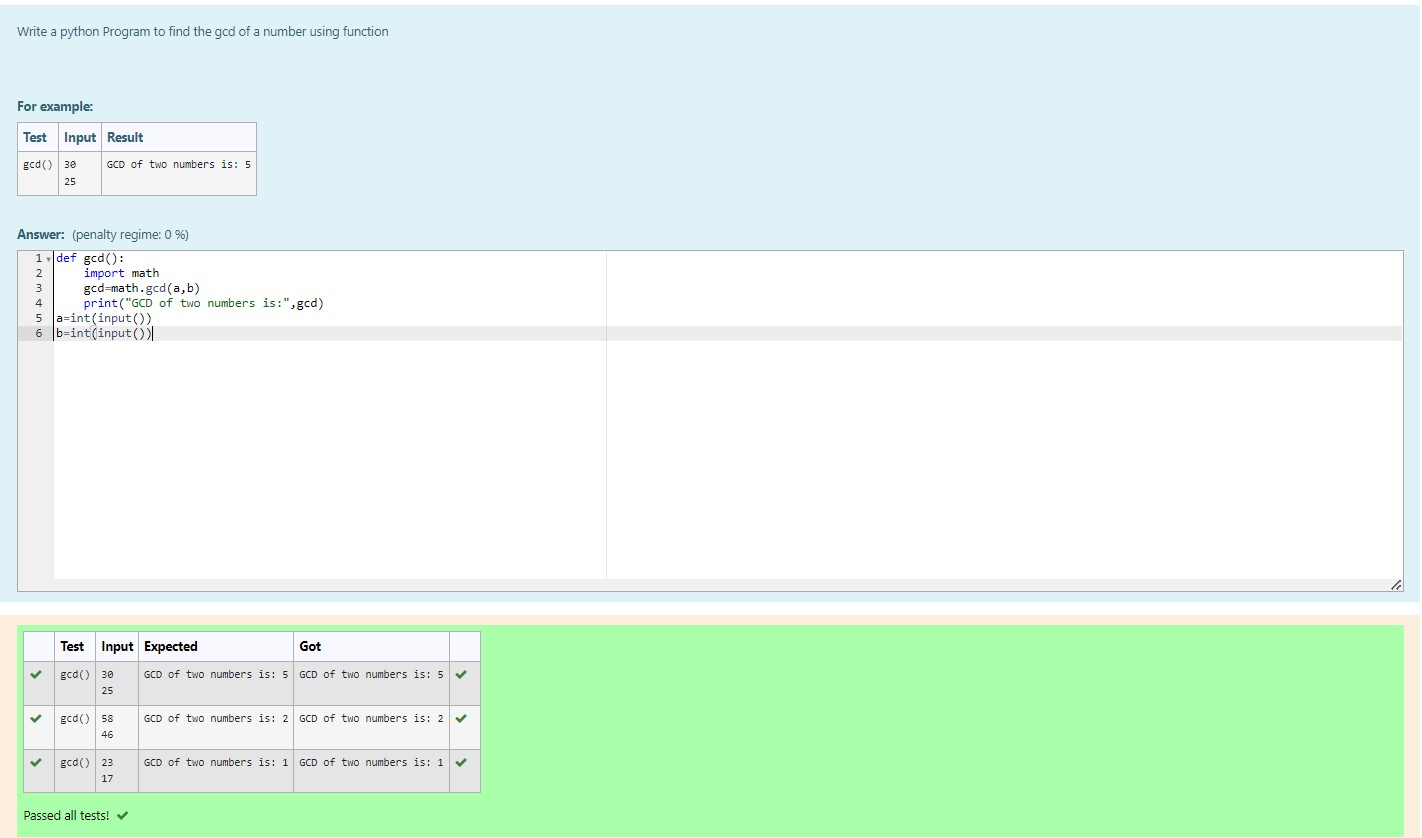 Write a python Program to find the gcd of a number using function
For example:
Test Input Result
gcd() 30 GCD of two numbers is: 5
25
Answer: (penalty regime: 0 %)
1 def gcd():
2     import math
3     gcd=math.gcd(a,b)
4     print("GCD of two numbers is:",gcd)
5 a=int(input())
6 b=int(input())
Test Input Expected Got
gcd() 30 GCD of two numbers is: 5 GCD of two numbers is: 5
25
gcd() 58 GCD of two numbers is: 2 GCD of two numbers is: 2
46
gcd() 23 GCD of two numbers is: 1 GCD of two numbers is: 1
17
Passed all tests!